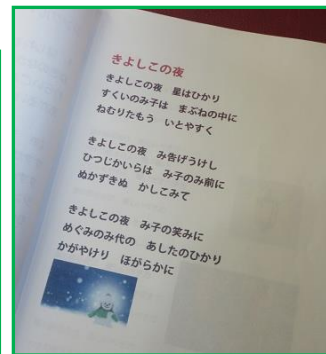 きよしこの夜
きよしこの夜　星はひかり
すくいのみ子は　まぶねの中に
ねむりたもう　いとやすく
きよしこの夜　み告げうけし
ひつじかいらは　み子のみ前に
ぬかずきぬ　かしこみて
きよしこの夜　み子の笑みに
めぐみのみ代の　あしたのひかり
かがやけり　ほがらかに